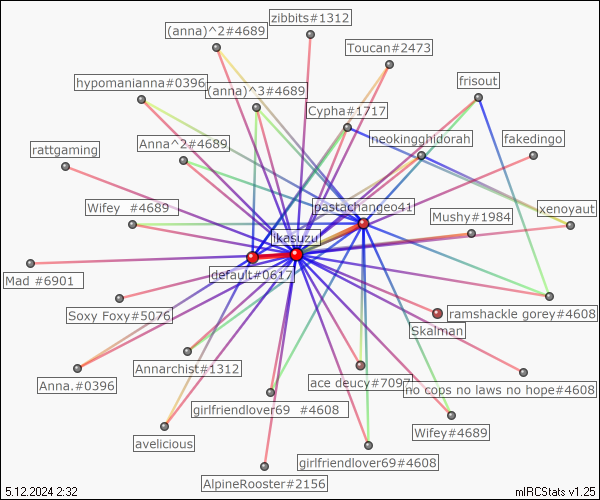 zibbits#1312
(anna)^2#4689
Toucan#2473
hypomanianna#0396
(anna)^3#4689
frisout
Cypha#1717
Anna^2#4689
neokingghidorah
fakedingo
rattgaming
Wifey  #4689
pastachangeo41
Mushy#1984
xenoyaut
ikasuzu
default#0617
Mad #6901
Soxy Foxy#5076
ramshackle gorey#4608
Skalman
Annarchist#1312
Anna.#0396
ace deucy#7097
no cops no laws no hope#4608
girlfriendlover69  #4608
avelicious
Wifey#4689
girlfriendlover69#4608
AlpineRooster#2156
5.12.2024 2:32
mIRCStats v1.25